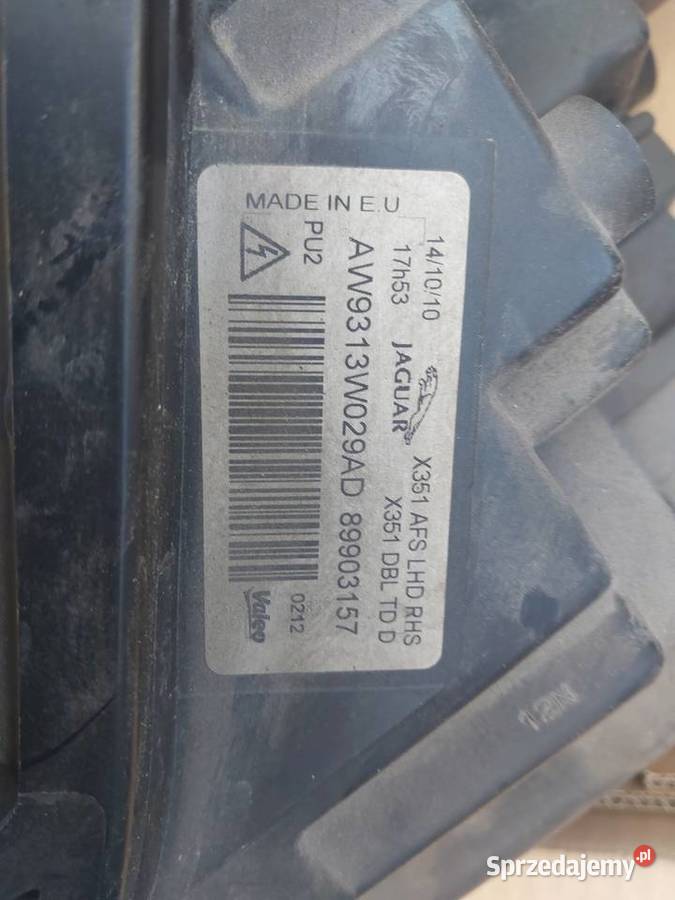 MADE IN E.U
14/10/10
17h53
JAGUAR
X351 AFS LHD RHS
X351 DBL TD D
AW9313W029AD 89903157
PU2
0212
Valeo
12N
Sprzedajemy.pl